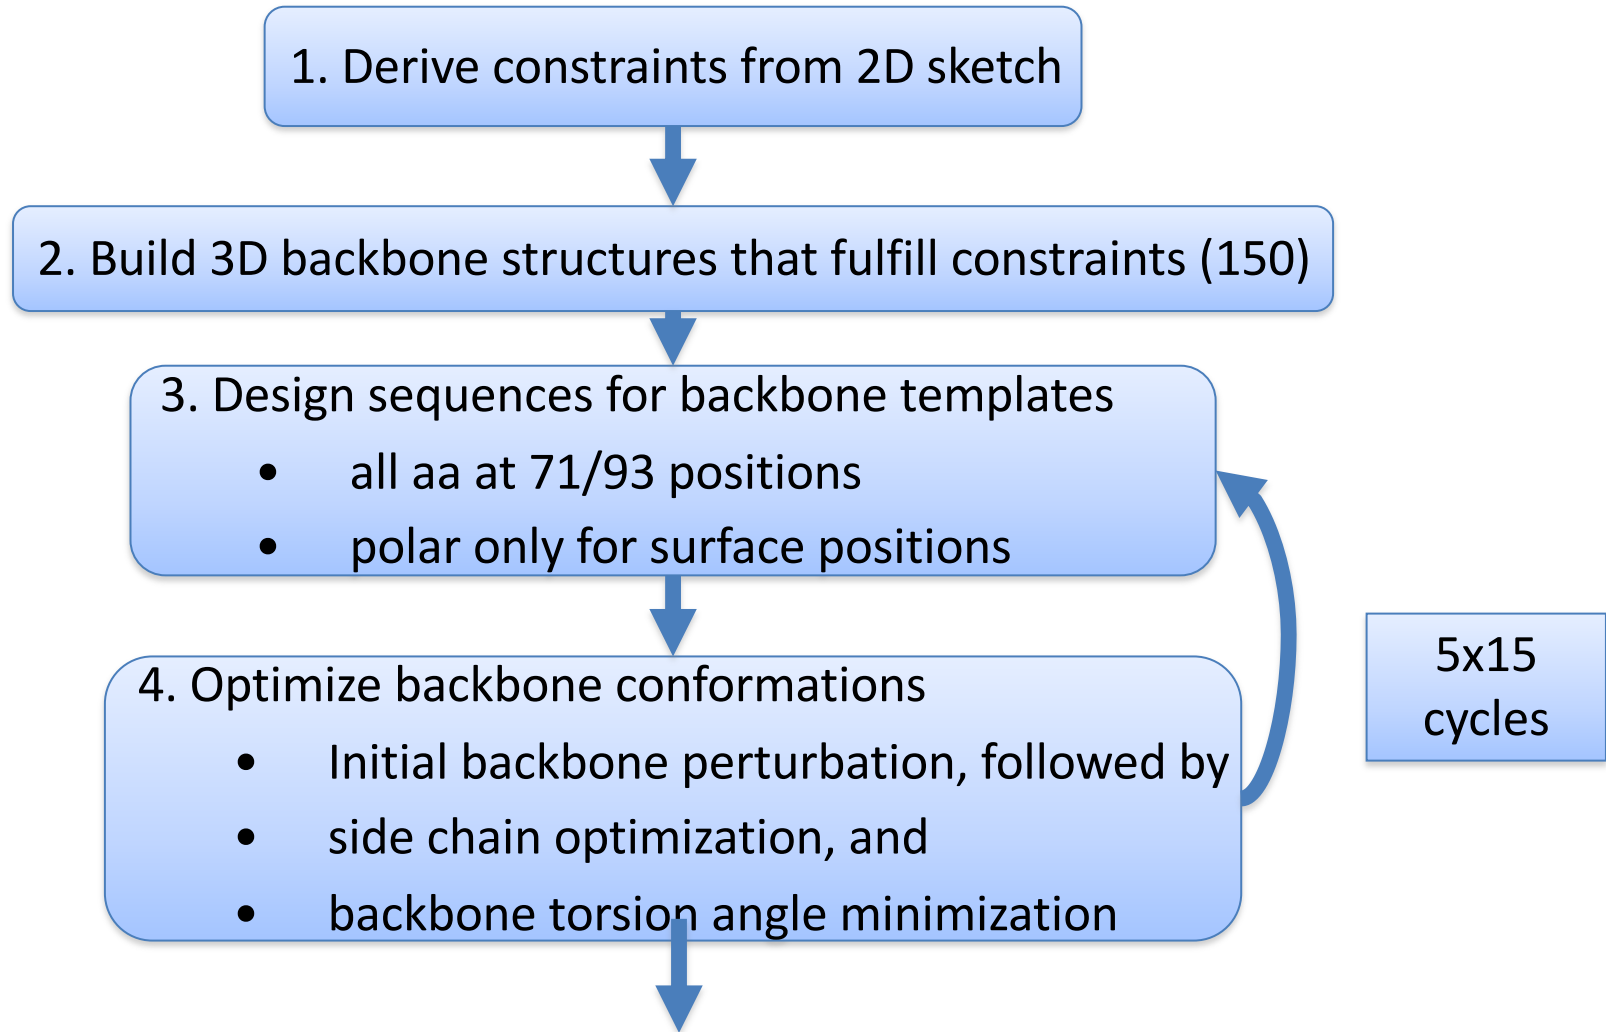 1. Derive constraints from 2D sketch
2. Build 3D backbone structures that fulfill constraints (150)
3. Design sequences for backbone templates
• all aa at 71/93 positions
• polar only for surface positions
4. Optimize backbone conformations
• Initial backbone perturbation, followed by
• side chain optimization, and
• backbone torsion angle minimization
5x15
cycles